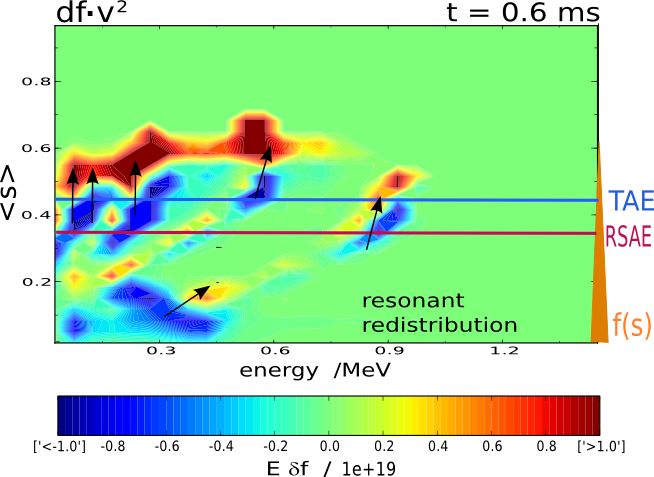 df·v²
t = 0.6 ms
0.8
0.6
0.4
0.2
<s>
TAE
RSAE
f(s)
resonant
redistribution
0.3 0.6 0.9 1.2
energy /MeV
['<-1.0'] -0.8 -0.6 -0.4 -0.2 0.0 0.2 0.4 0.6 0.8 ['>1.0']
E δf / 1e+19